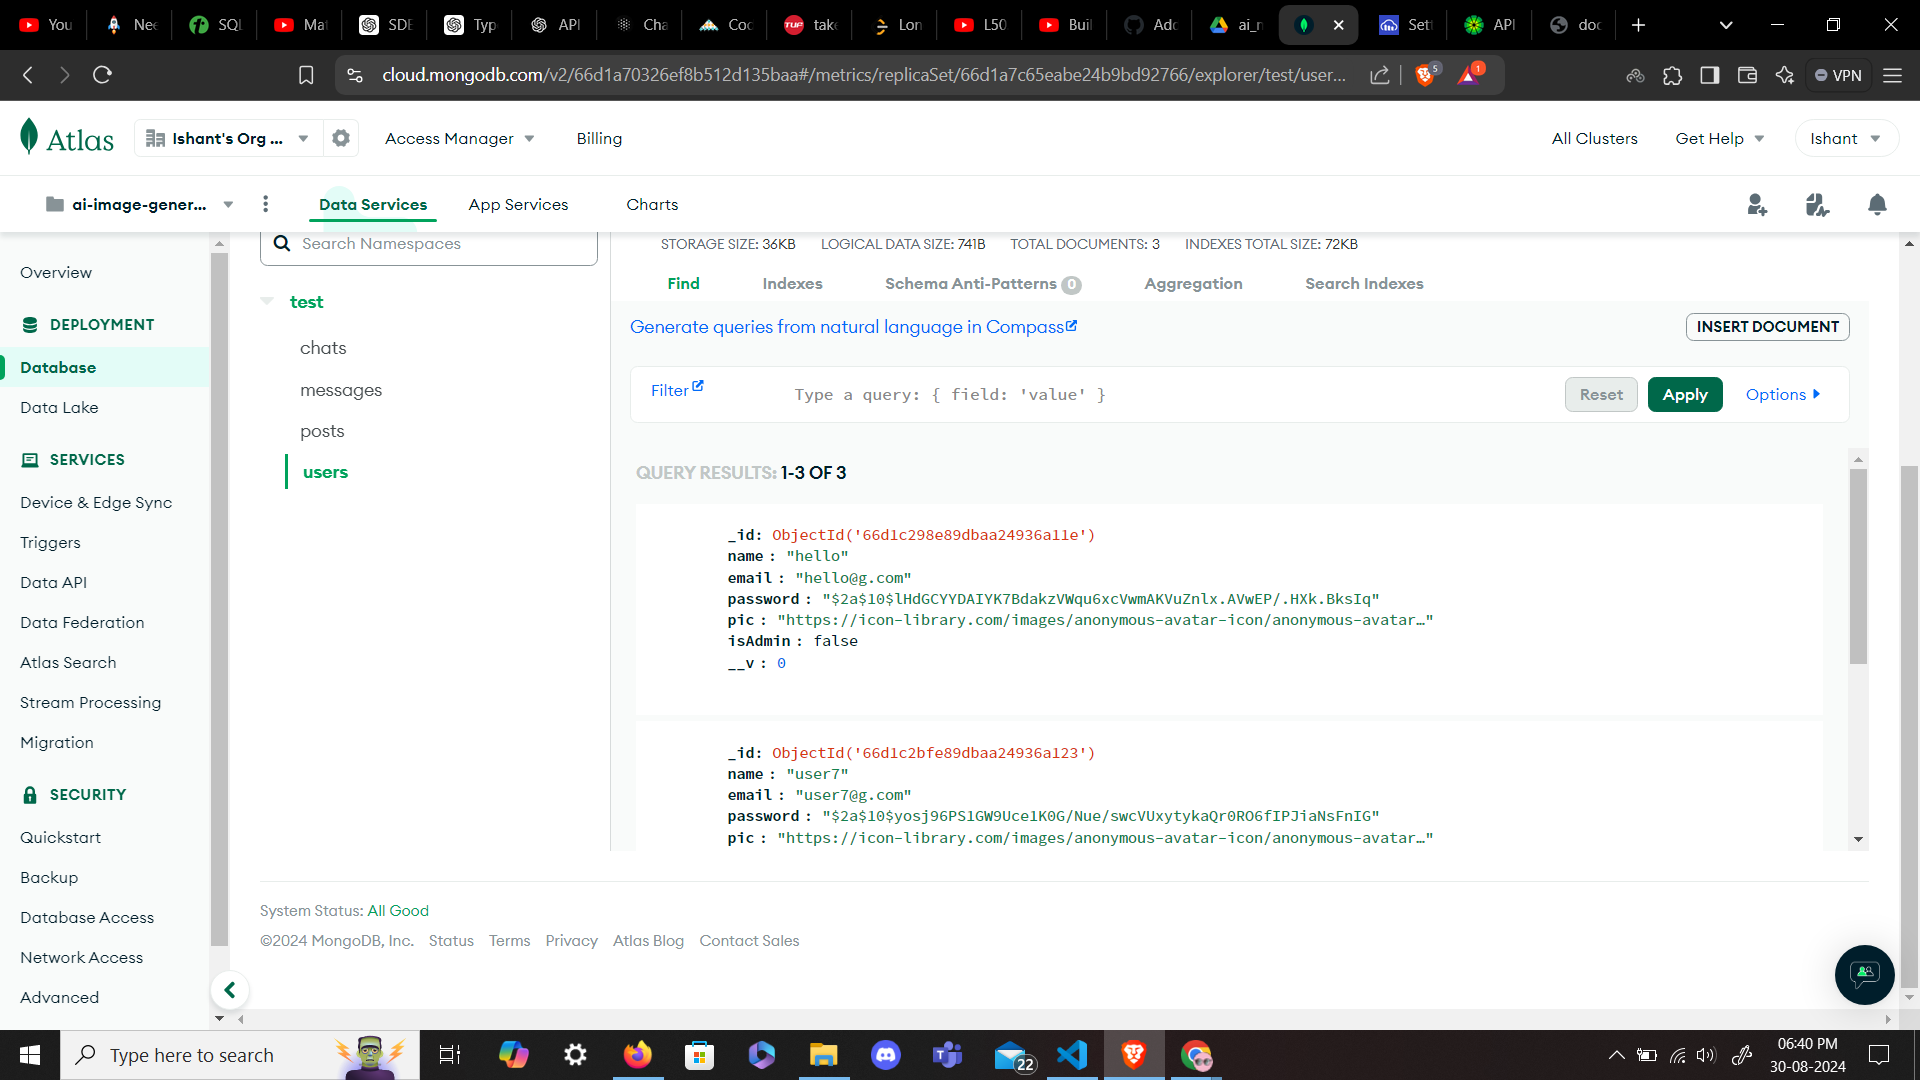 You
Nee
SQL
Mat
SDE
Typ
API
Cha
Coc
take
Lon
L50
Buil
Adc
ai_n
Sett
API
doc
cloud.mongodb.com/v2/66d1a70326ef8b512d135baa#/metrics/replicaSet/66d1a7c65eabe24b9bd92766/explorer/test/user...
5
1
VPN
Atlas
Ishant's Org ...
Access Manager
Billing
All Clusters
Get Help
Ishant
ai-image-gener...
Data Services
App Services
Charts
Overview
DEPLOYMENT
Database
Data Lake
SERVICES
Device & Edge Sync
Triggers
Data API
Data Federation
Atlas Search
Stream Processing
Migration
SECURITY
Quickstart
Backup
Database Access
Network Access
Advanced
Search Namespaces
test
chats
messages
posts
users
STORAGE SIZE: 36KB LOGICAL DATA SIZE: 741B TOTAL DOCUMENTS: 3 INDEXES TOTAL SIZE: 72KB
Find Indexes Schema Anti-Patterns 0 Aggregation Search Indexes
Generate queries from natural language in Compass
INSERT DOCUMENT
Filter
Type a query: { field: 'value' }
Reset
Apply
Options
QUERY RESULTS: 1-3 OF 3
_id: ObjectId('66d1c298e89dbaa24936a11e')
name : "hello"
email : "hello@g.com"
password : "$2a$10$lHdGCYYDAIYK7BdakzVWqu6xcVwmAKVuZnlx.AVwEP/.HXk.BksIq"
pic : "https://icon-library.com/images/anonymous-avatar-icon/anonymous-avatar…"
isAdmin : false
__v : 0
_id: ObjectId('66d1c2bfe89dbaa24936a123')
name : "user7"
email : "user7@g.com"
password : "$2a$10$yosj96PS1GW9Uce1K0G/Nue/swcVUxytykaQr0RO6fIPJiaNsFnIG"
pic : "https://icon-library.com/images/anonymous-avatar-icon/anonymous-avatar…"
System Status: All Good
©2024 MongoDB, Inc. Status Terms Privacy Atlas Blog Contact Sales
Type here to search
22
06:40 PM
30-08-2024